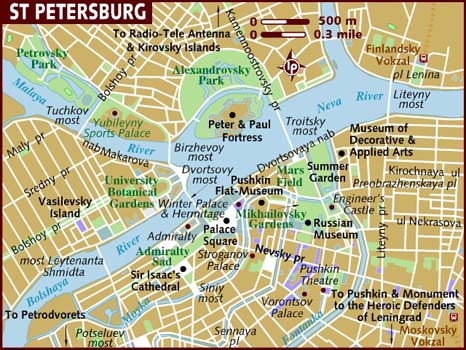 ST PETERSBURG
0 500 m
0 0.3 mile
LP
To Radio-Tele Antenna
& Kirovsky Islands
Kamennoostrovsky pr
Finlandsky
Vokzal
pl Lenina
Petrovsky
Park
Bolshoy pr
Alexandrovsky
Park
Malaya
Neva River
Liteyny
most
Tuchkov
most
Yubileyny
Sports Palace
Peter & Paul
Fortress
Troitsky
most
Museum of
Decorative &
Applied Arts
Maly pr
River
nab Makarova
Birzhevoy
most
Dvortsovaya nab
Dvortsovy
most
Mars
Field
Summer
Garden
Kirochnaya ul
Preobrazhenskaya pl
Sredny pr
University
Botanical
Gardens
Pushkin
Flat-Museum
Engineer's
Castle
Vasilevsky
Island
Winter Palace
& Hermitage
Mikhailovsky
Gardens
ul Nekrasova
Bolshoy pr
River
Admiralty
Palace
Square
Russian
Museum
Liteyny pr
most Leytenanta
Shmidta
Admiralty
Sad
Nevsky pr
Stroganov
Palace
Sir Isaac's
Cathedral
Pushkin
Theatre
Bolshaya
Siniy
most
Vorontsov
Palace
To Pushkin & Monument
to the Heroic Defenders
of Leningrad
To Petrodvorets
Moyka
Potseluev
most
Sennaya
pl
Fontanka
Moskovsky
Vokzal